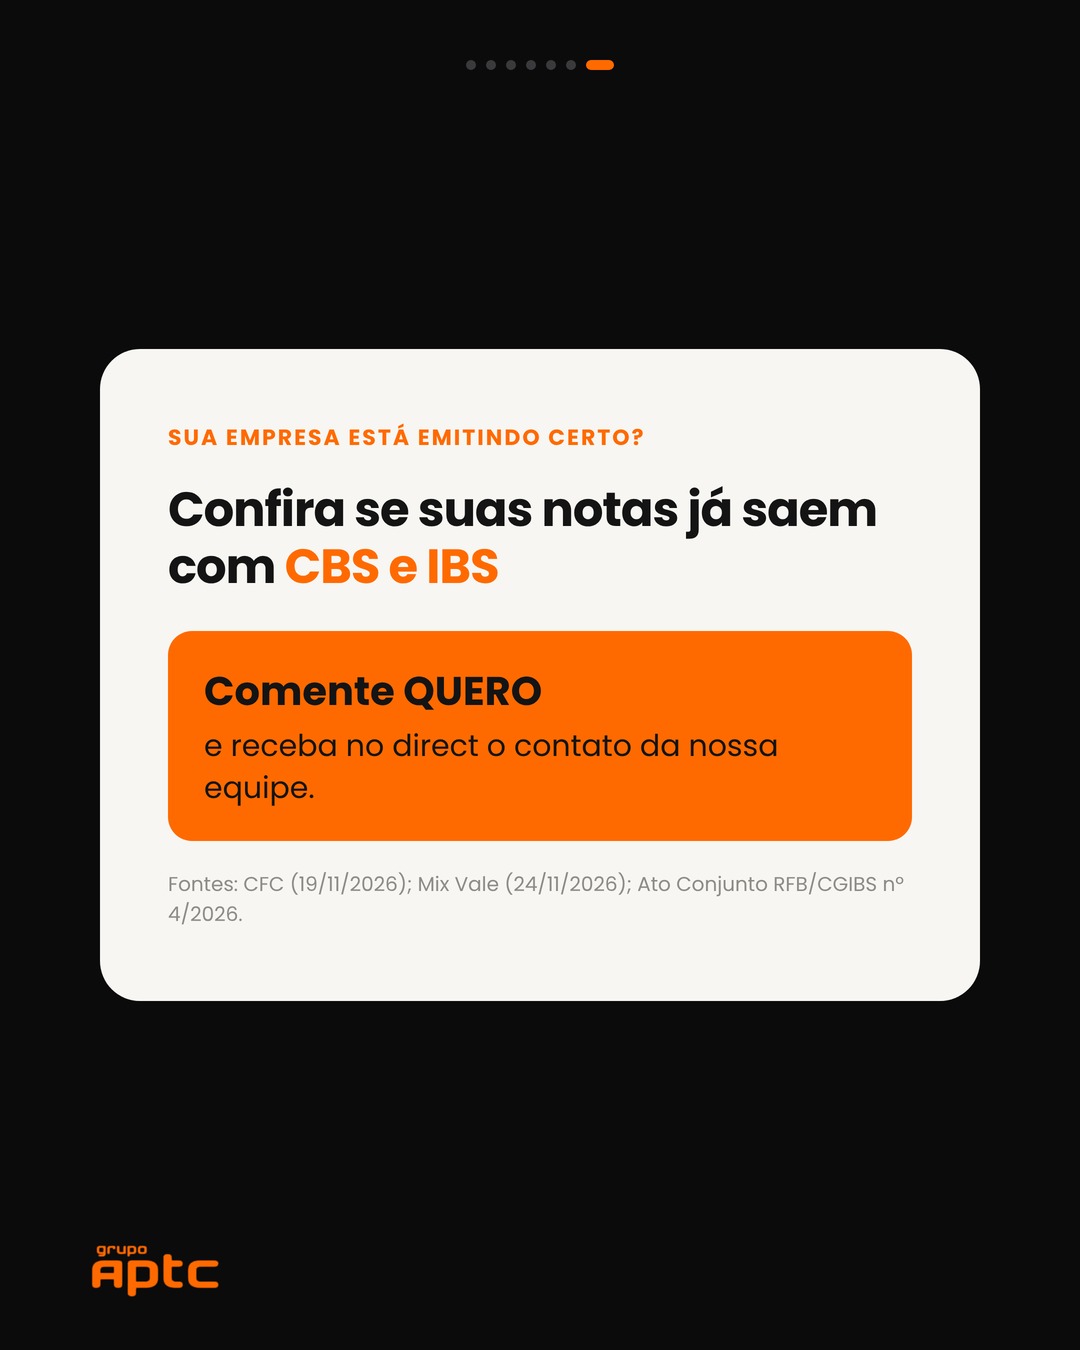 SUA EMPRESA ESTÁ EMITINDO CERTO?
Confira se suas notas já saem
com CBS e IBS
Comente QUERO
e receba no direct o contato da nossa
equipe.
Fontes: CFC (19/11/2026); Mix Vale (24/11/2026); Ato Conjunto RFB/CGIBS nº
4/2026.
grupo
Aptc